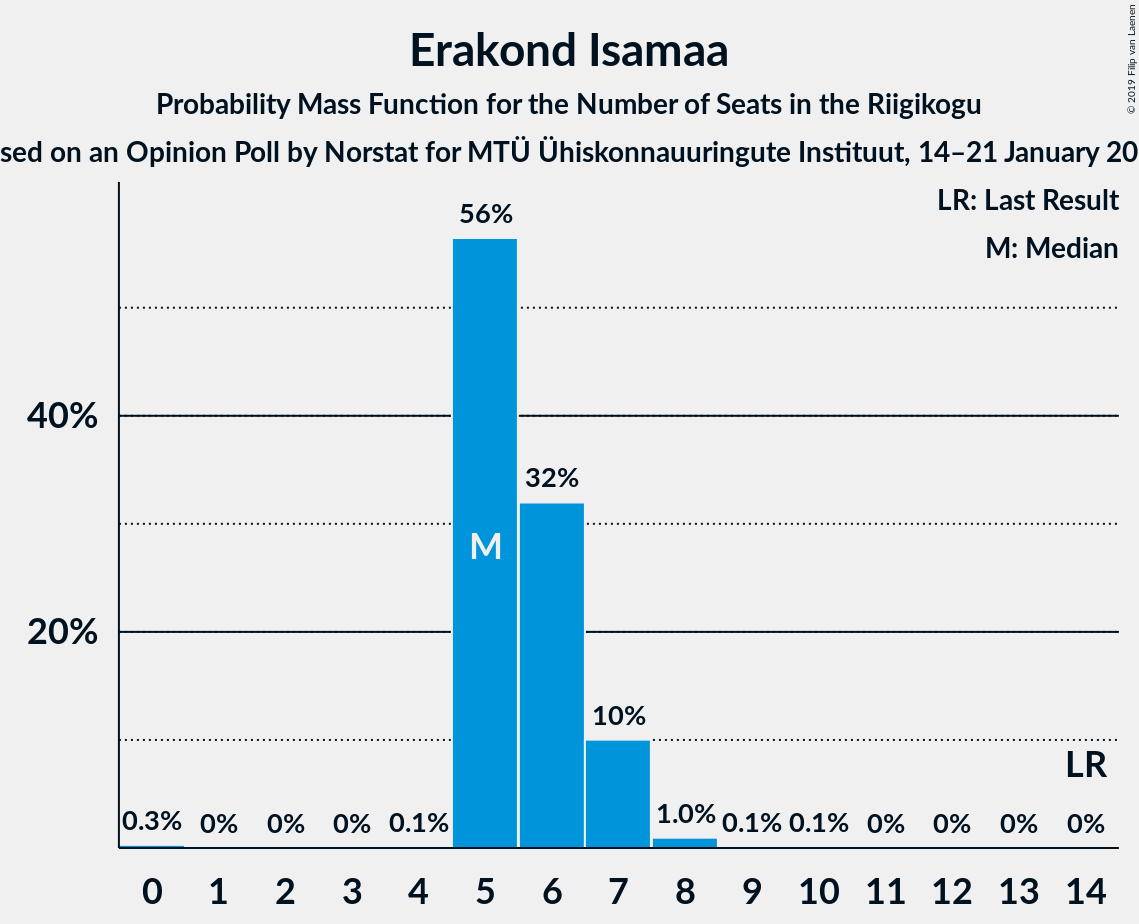 Erakond Isamaa
Probability Mass Function for the Number of Seats in the Riigikogu
sed on an Opinion Poll by Norstat for MTÜ Ühiskonnauuringute Instituut, 14–21 January 20
© 2019 Filip van Laenen
LR: Last Result
M: Median
56%
40%
32%
M
20%
10%
LR
0.3% 0% 0% 0% 0.1% 1.0% 0.1% 0.1% 0% 0% 0% 0%
0 1 2 3 4 5 6 7 8 9 10 11 12 13 14